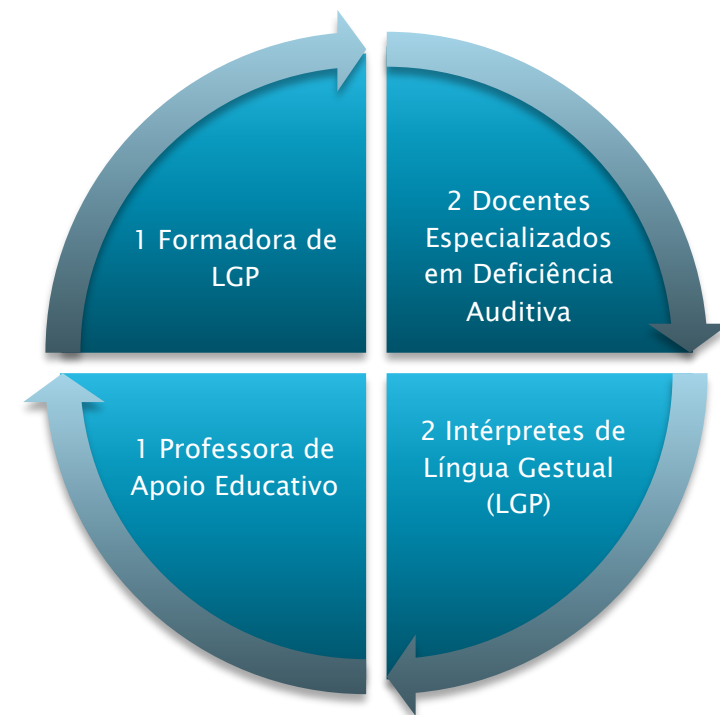 1 Formadora de
LGP
2 Docentes
Especializados
em Deficiência
Auditiva
1 Professora de
Apoio Educativo
2 Intérpretes de
Língua Gestual
(LGP)